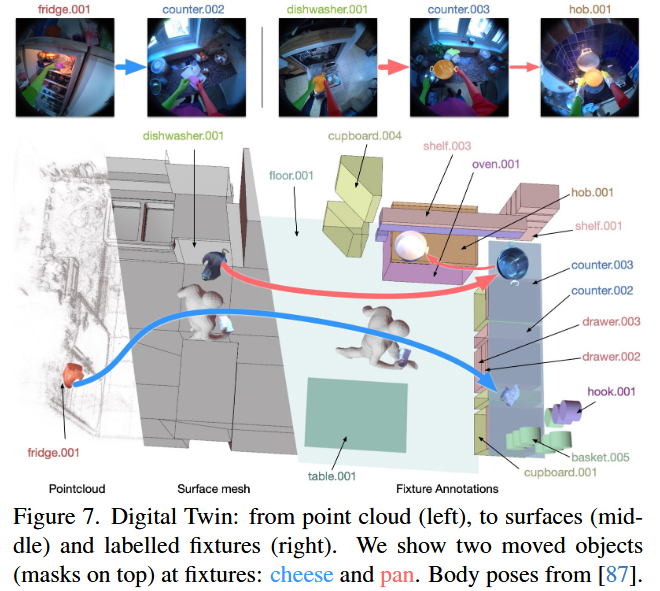 fridge.001 counter.002 dishwasher.001 counter.003 hob.001
dishwasher.001
cupboard.004
shelf.003
oven.001
floor.001
hob.001
shelf.001
counter.003
counter.002
drawer.003
drawer.002
hook.001
fridge.001
table.001
basket.005
cupboard.001
Pointcloud Surface mesh Fixture Annotations
Figure 7. Digital Twin: from point cloud (left), to surfaces (mid-
dle) and labelled fixtures (right). We show two moved objects
(masks on top) at fixtures: cheese and pan. Body poses from [87].